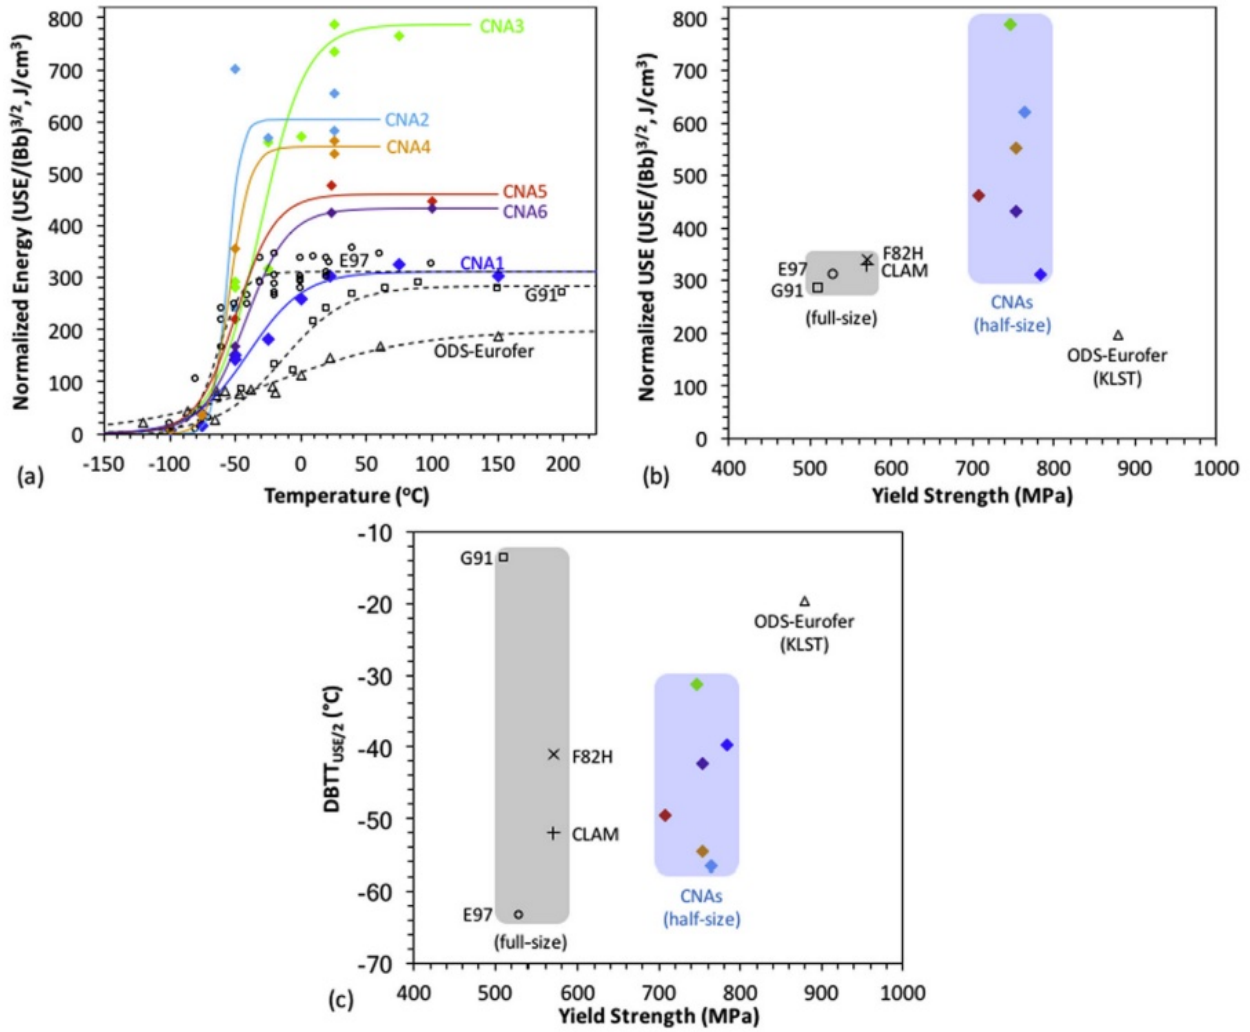 800
700
600
500
400
300
200
100
0
Normalized Energy (USE/(Bb)^3/2, J/cm^3)
CNA3
CNA2
CNA4
CNA5
CNA6
E97
CNA1
G91
ODS-Eurofer
-150 -100 -50 0 50 100 150 200
(a)
Temperature (°C)
800
700
600
500
400
300
200
100
0
Normalized USE (USE/(Bb)^3/2, J/cm^3)
F82H
E97
CLAM
G91
(full-size)
CNAs
(half-size)
ODS-Eurofer
(KLST)
400 500 600 700 800 900 1000
(b)
Yield Strength (MPa)
-10
-20
-30
-40
-50
-60
-70
DBTT_USE/2 (°C)
G91
ODS-Eurofer
(KLST)
F82H
CLAM
E97
(full-size)
CNAs
(half-size)
400 500 600 700 800 900 1000
(c)
Yield Strength (MPa)